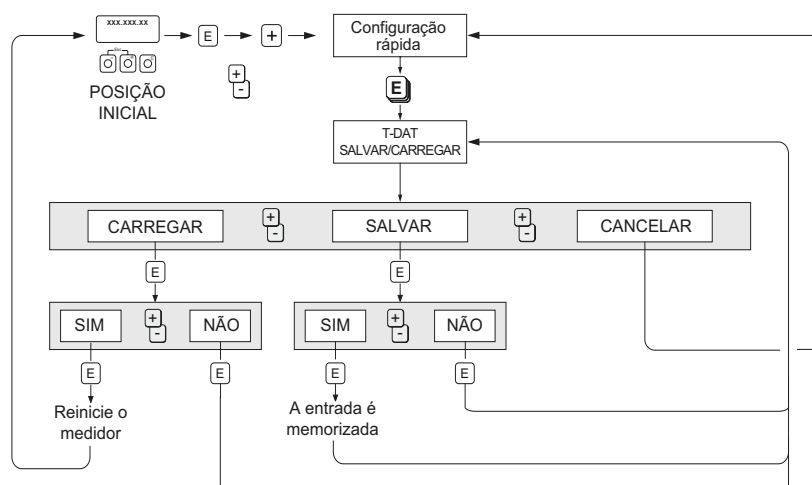 xxx.xxx.xx
Esc
E
+
Configuração
rápida
- + E
POSIÇÃO
INICIAL
+
-
E
T-DAT
SALVAR/CARREGAR
CARREGAR
+
-
SALVAR
+
-
CANCELAR
E
E
SIM
+
-
NÃO
SIM
+
-
NÃO
E
E
E
E
Reinicie o
medidor
A entrada é
memorizada